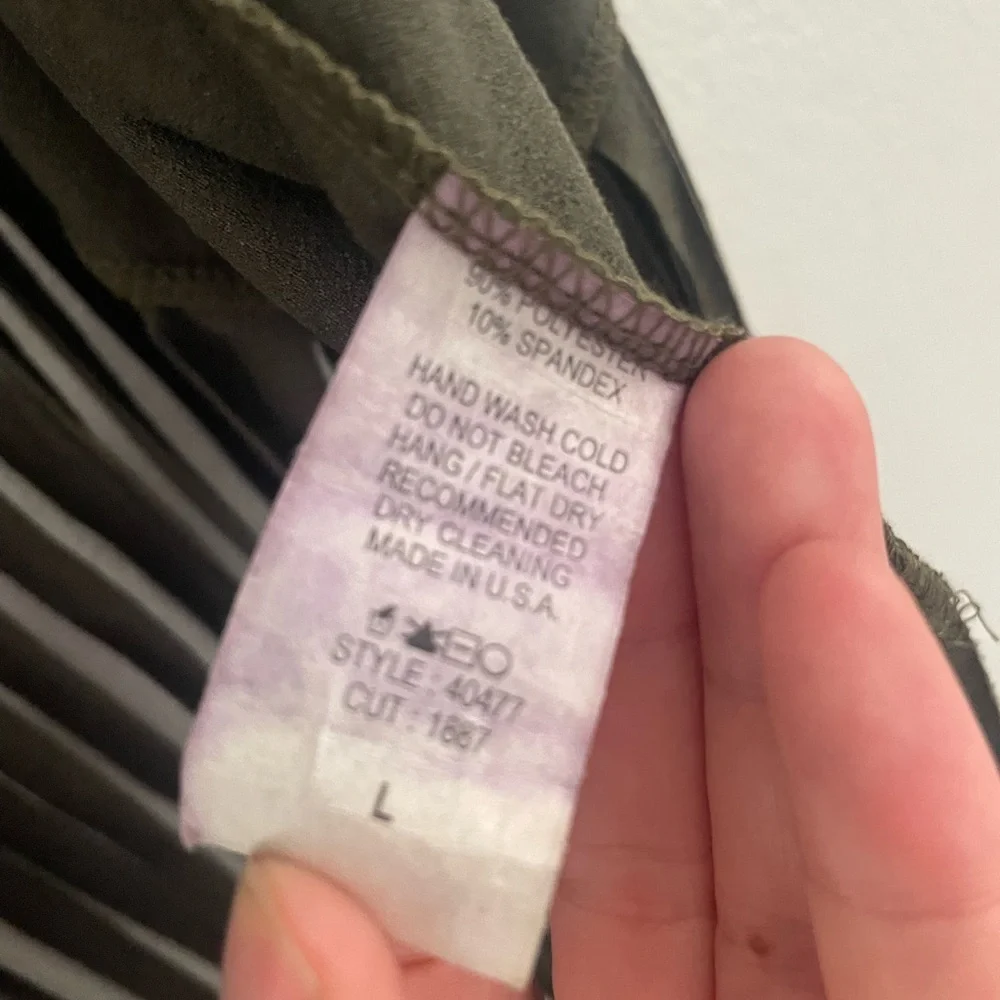 90% POLYESTER
10% SPANDEX
HAND WASH COLD
DO NOT BLEACH
HANG / FLAT DRY
RECOMMENDED
DRY CLEANING
MADE IN U.S.A.
STYLE : 40477
CUT : 1667
L